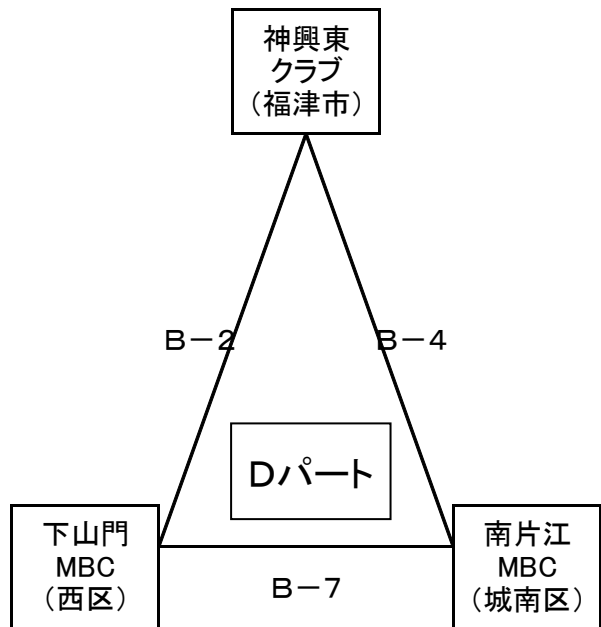 神興東
クラブ
（福津市）
B－2
B－4
Dパート
下山門
MBC
（西区）
B－7
南片江
MBC
（城南区）